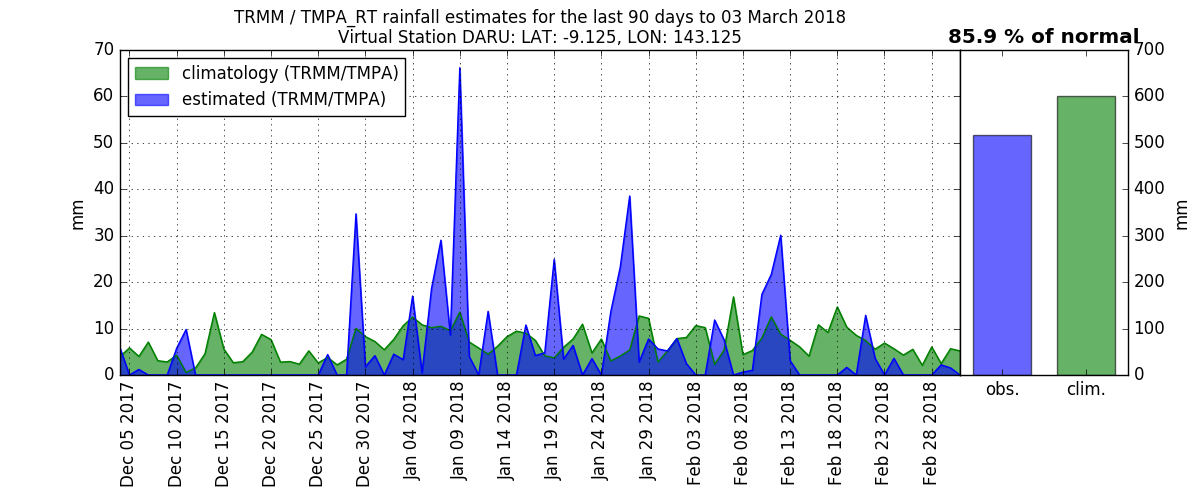 TRMM / TMPA_RT rainfall estimates for the last 90 days to 03 March 2018
Virtual Station DARU: LAT: -9.125, LON: 143.125
85.9 % of normal
climatology (TRMM/TMPA)
estimated (TRMM/TMPA)
mm
70
60
50
40
30
20
10
0
Dec 05 2017
Dec 10 2017
Dec 15 2017
Dec 20 2017
Dec 25 2017
Dec 30 2017
Jan 04 2018
Jan 09 2018
Jan 14 2018
Jan 19 2018
Jan 24 2018
Jan 29 2018
Feb 03 2018
Feb 08 2018
Feb 13 2018
Feb 18 2018
Feb 23 2018
Feb 28 2018
obs.
clim.
700
600
500
400
300
200
100
0
mm